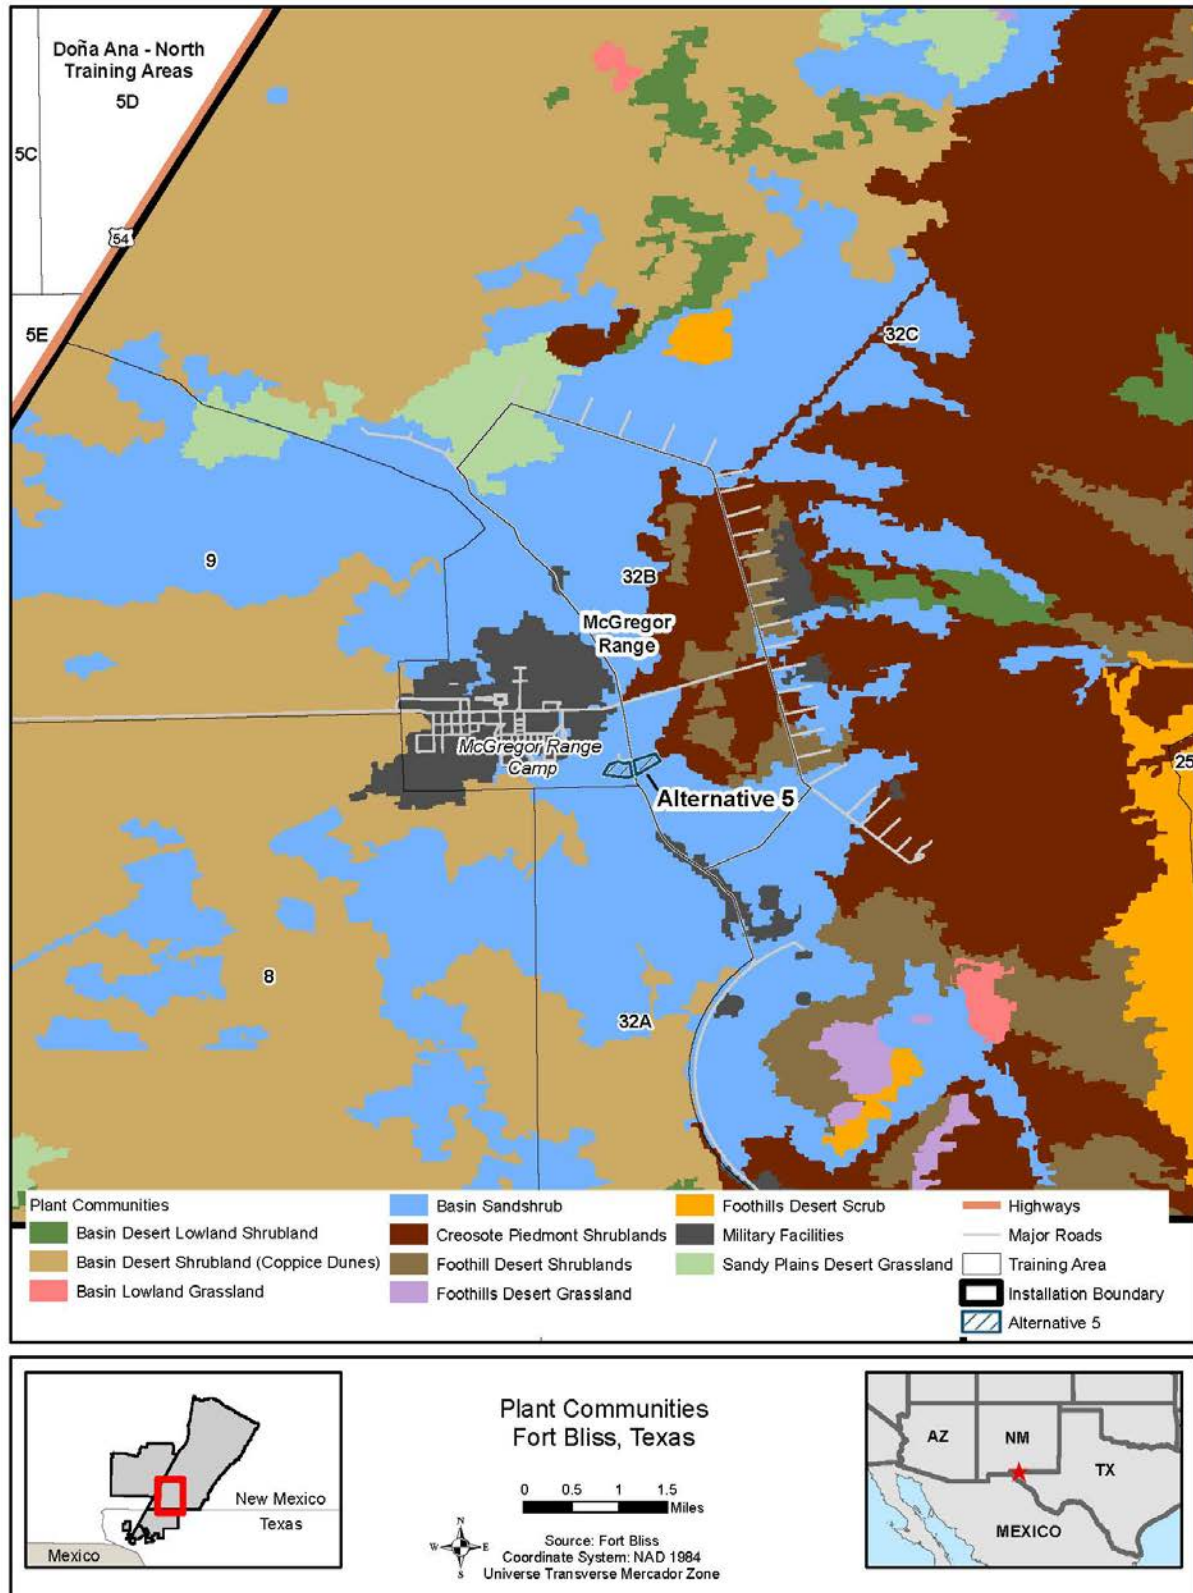 Doña Ana - North
Training Areas
5D
5C
54
5E
32C
9
32B
McGregor
Range
McGregor Range
Camp
Alternative 5
25
8
32A
Plant Communities
Basin Desert Lowland Shrubland
Basin Desert Shrubland (Coppice Dunes)
Basin Lowland Grassland
Basin Sandshrub
Creosote Piedmont Shrublands
Foothill Desert Shrublands
Foothills Desert Grassland
Foothills Desert Scrub
Military Facilities
Sandy Plains Desert Grassland
Highways
Major Roads
Training Area
Installation Boundary
Alternative 5
New Mexico
Texas
Mexico
Plant Communities
Fort Bliss, Texas
0 0.5 1 1.5
Miles
N
W E
S
Source: Fort Bliss
Coordinate System: NAD 1984
Universe Transverse Mercador Zone
AZ
NM
TX
MEXICO